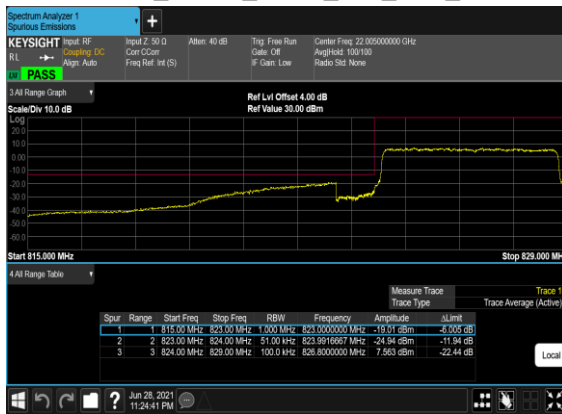 Spectrum Analyzer 1
Spurious Emissions
KEYSIGHT Input: RF Input Z: 50 Ω Atten: 40 dB Trig: Free Run Center Freq: 22.005000000 GHz
RL Coupling: DC Corr CCorr Gate: Off AvgHold: 100/100
Align: Auto Freq Ref: Int (S) IF Gain: Low Radio Std: None
PASS
3 All Range Graph
Ref Lvl Offset 4.00 dB
Scale/Div 10.0 dB Ref Value 30.00 dBm
Log
20.0
10.0
0.00
-10.0
-20.0
-30.0
-40.0
-50.0
-60.0
Start 815.000 MHz Stop 829.000 MH
4 All Range Table
Measure Trace Trace 1
Trace Type Trace Average (Active)
Spur Range Start Freq Stop Freq RBW Frequency Amplitude ΔLimit
1 1 815.00 MHz 823.00 MHz 1.000 MHz 823.0000000 MHz -19.01 dBm -6.005 dB
2 2 823.00 MHz 824.00 MHz 51.00 kHz 823.9916667 MHz -24.94 dBm -11.94 dB
3 3 824.00 MHz 829.00 MHz 100.0 kHz 826.8000000 MHz 7.563 dBm -22.44 dB
Local
? Jun 28, 2021
11:24:41 PM